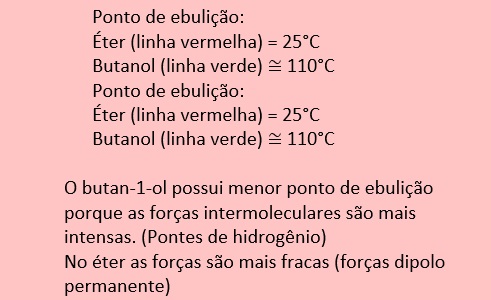 Ponto de ebulição:
Éter (linha vermelha) = 25°C
Butanol (linha verde) ≅ 110°C
Ponto de ebulição:
Éter (linha vermelha) = 25°C
Butanol (linha verde) ≅ 110°C
O butan-1-ol possui menor ponto de ebulição
porque as forças intermoleculares são mais
intensas. (Pontes de hidrogênio)
No éter as forças são mais fracas (forças dipolo
permanente)